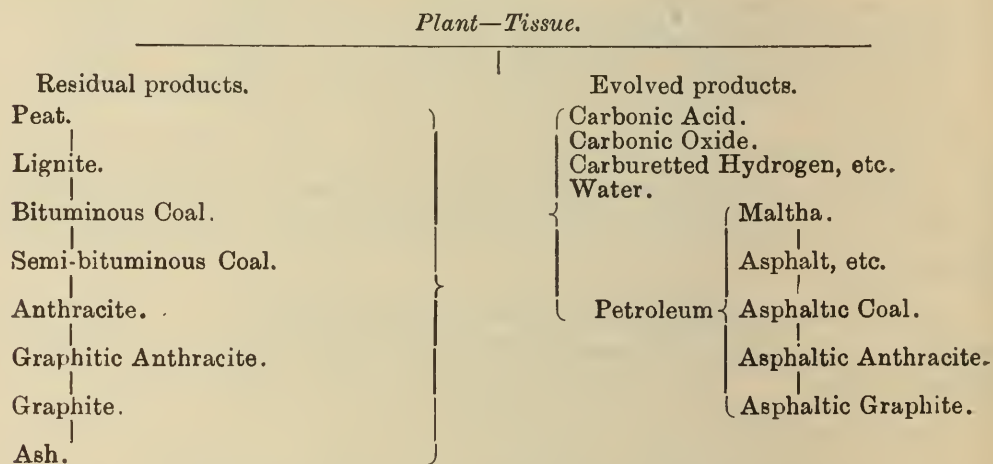 Plant—Tissue.
Residual products.
Peat.
Lignite.
Bituminous Coal.
Semi-bituminous Coal.
Anthracite.
Graphitic Anthracite.
Graphite.
Ash.
Evolved products.
Carbonic Acid.
Carbonic Oxide.
Carburetted Hydrogen, etc.
Water.
Petroleum
Maltha.
Asphalt, etc.
Asphaltic Coal.
Asphaltic Anthracite.
Asphaltic Graphite.